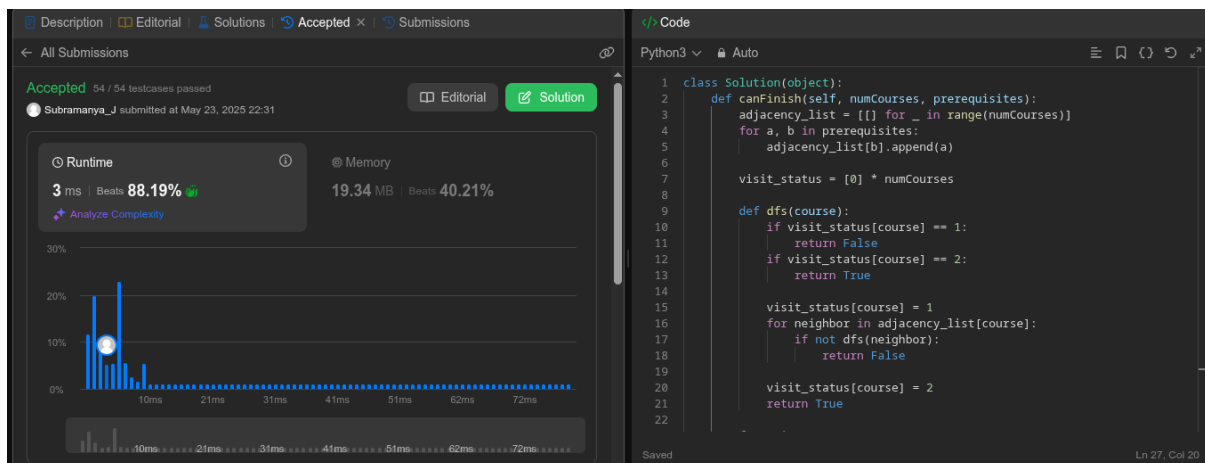 Description | Editorial | Solutions | Accepted × | Submissions
← All Submissions
Accepted 54 / 54 testcases passed
Subramanya_J submitted at May 23, 2025 22:31
Editorial
Solution
Runtime
3 ms | Beats 88.19%
Analyze Complexity
Memory
19.34 MB | Beats 40.21%
30%
20%
10%
0%
10ms 21ms 31ms 41ms 51ms 62ms 72ms
10ms 21ms 31ms 41ms 51ms 62ms 72ms
</> Code
Python3 Auto
1 class Solution(object):
2     def canFinish(self, numCourses, prerequisites):
3         adjacency_list = [[] for _ in range(numCourses)]
4         for a, b in prerequisites:
5             adjacency_list[b].append(a)
6
7         visit_status = [0] * numCourses
8
9         def dfs(course):
10             if visit_status[course] == 1:
11                 return False
12             if visit_status[course] == 2:
13                 return True
14
15             visit_status[course] = 1
16             for neighbor in adjacency_list[course]:
17                 if not dfs(neighbor):
18                     return False
19
20             visit_status[course] = 2
21             return True
22
Saved
Ln 27, Col 20